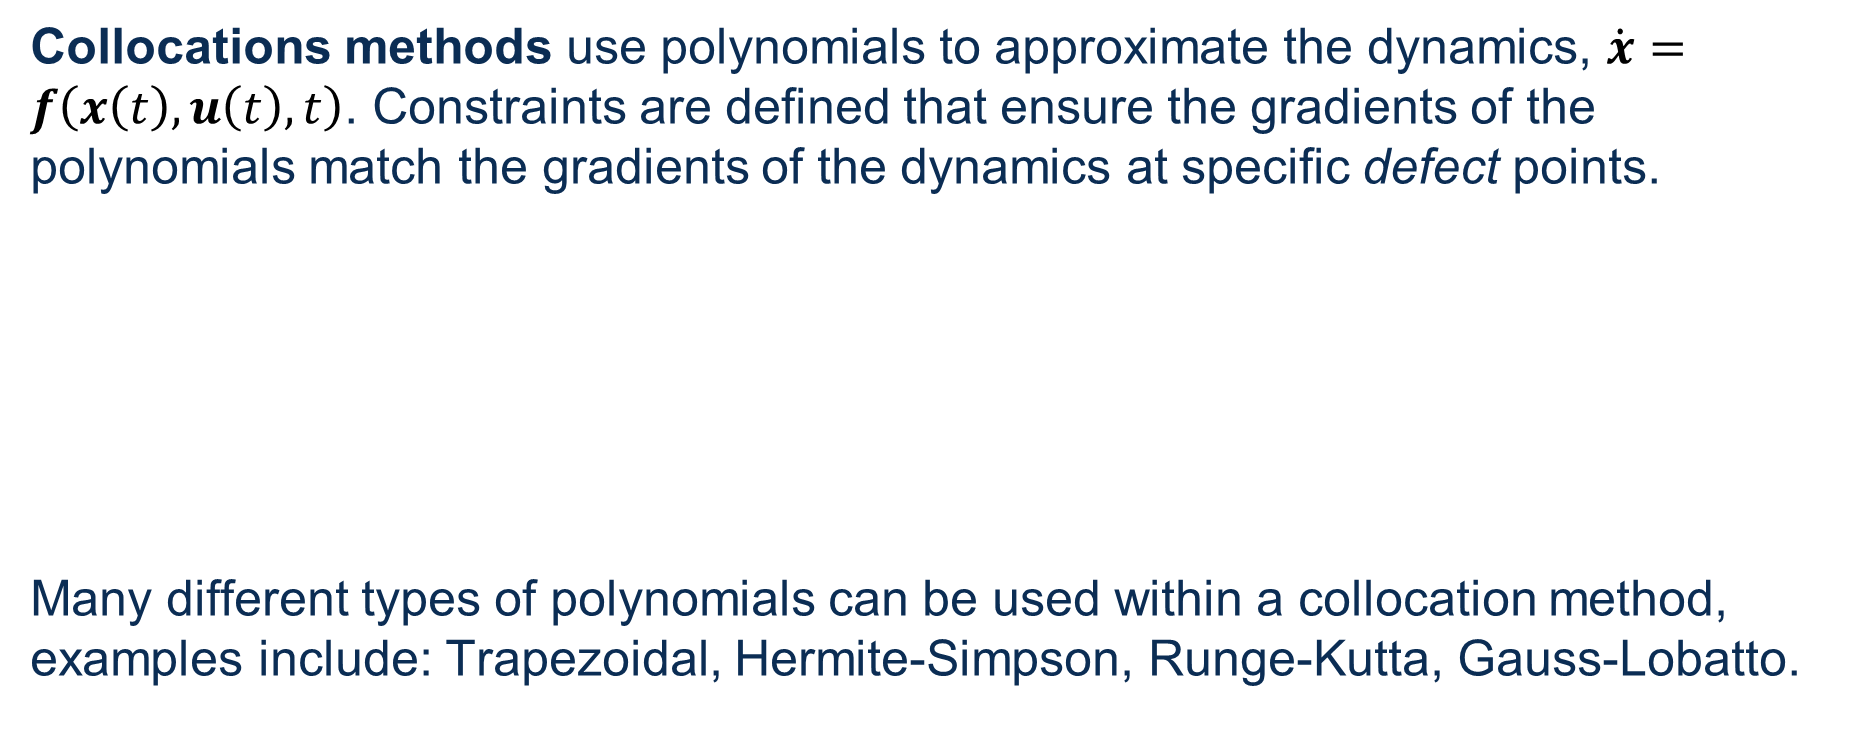 Collocations methods use polynomials to approximate the dynamics, ẋ =
f(x(t), u(t), t). Constraints are defined that ensure the gradients of the
polynomials match the gradients of the dynamics at specific defect points.
Many different types of polynomials can be used within a collocation method,
examples include: Trapezoidal, Hermite-Simpson, Runge-Kutta, Gauss-Lobatto.